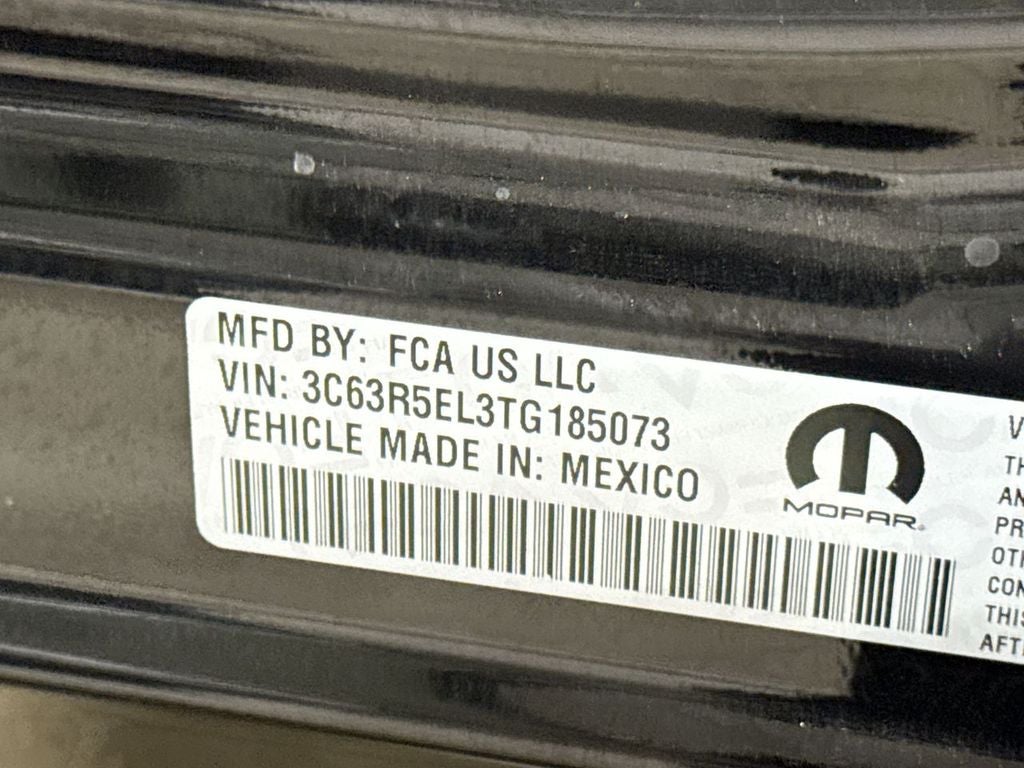 MFD BY: FCA US LLC
VIN: 3C63R5EL3TG185073
VEHICLE MADE IN: MEXICO
MOPAR®